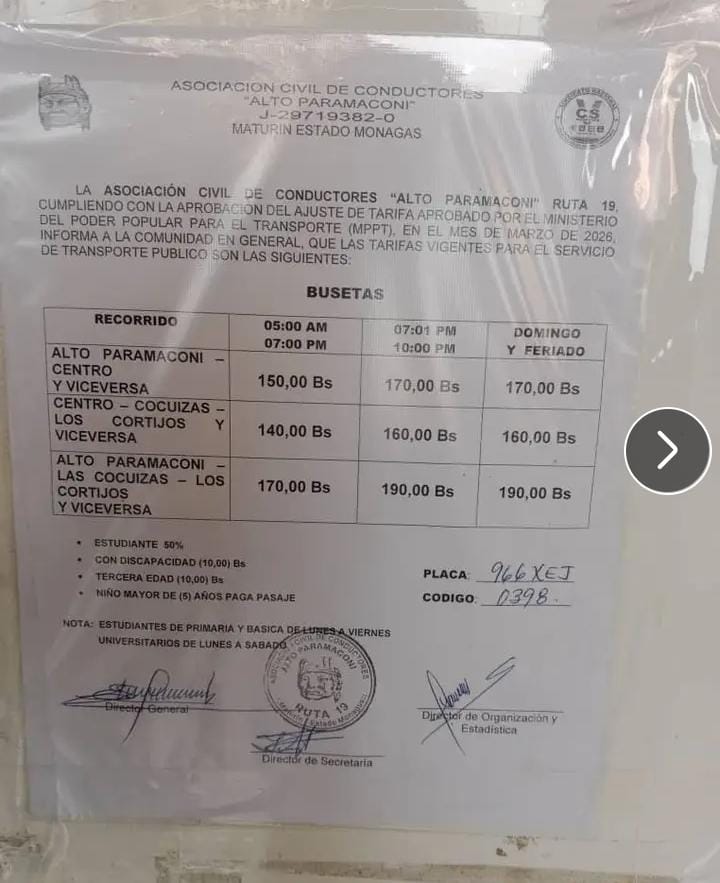 ASOCIACION CIVIL DE CONDUCTORES
"ALTO PARAMACONI"
J-29719382-0
MATURIN ESTADO MONAGAS
LA ASOCIACIÓN CIVIL DE CONDUCTORES "ALTO PARAMACONI" RUTA 19,
CUMPLIENDO CON LA APROBACIÓN DEL AJUSTE DE TARIFA APROBADO POR EL MINISTERIO
DEL PODER POPULAR PARA EL TRANSPORTE (MPPT), EN EL MES DE MARZO DE 2026,
INFORMA A LA COMUNIDAD EN GENERAL, QUE LAS TARIFAS VIGENTES PARA EL SERVICIO
DE TRANSPORTE PUBLICO SON LAS SIGUIENTES:
BUSETAS
RECORRIDO 05:00 AM 07:00 PM 07:01 PM 10:00 PM DOMINGO Y FERIADO
ALTO PARAMACONI –
CENTRO
Y VICEVERSA
150,00 Bs 170,00 Bs 170,00 Bs
CENTRO – COCUIZAS –
LOS CORTIJOS Y
VICEVERSA
140,00 Bs 160,00 Bs 160,00 Bs
ALTO PARAMACONI –
LAS COCUIZAS – LOS
CORTIJOS
Y VICEVERSA
170,00 Bs 190,00 Bs 190,00 Bs
• ESTUDIANTE 50%
• CON DISCAPACIDAD (10,00) Bs
• TERCERA EDAD (10,00) Bs
• NIÑO MAYOR DE (5) AÑOS PAGA PASAJE
PLACA: 966XEJ
CODIGO: 0398.
NOTA: ESTUDIANTES DE PRIMARIA Y BASICA DE LUNES A VIERNES
UNIVERSITARIOS DE LUNES A SABADO
ALTO PARAMACONI
RUTA 19
Director General
Director de Organización y
Estadística
Director de Secretaría